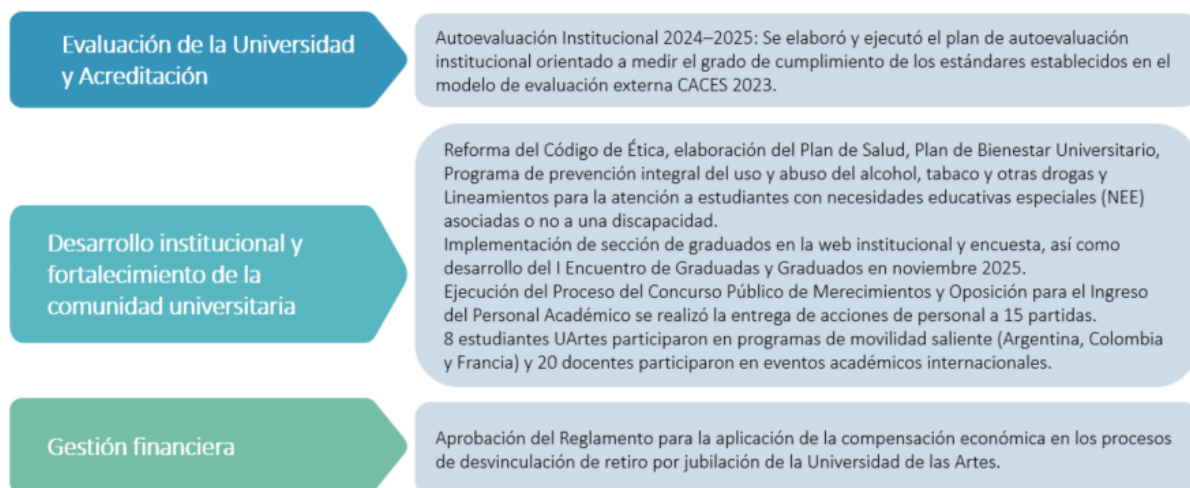 Evaluación de la Universidad
y Acreditación
Autoevaluación Institucional 2024–2025: Se elaboró y ejecutó el plan de autoevaluación
institucional orientado a medir el grado de cumplimiento de los estándares establecidos en el
modelo de evaluación externa CACES 2023.
Desarrollo institucional y
fortalecimiento de la
comunidad universitaria
Reforma del Código de Ética, elaboración del Plan de Salud, Plan de Bienestar Universitario,
Programa de prevención integral del uso y abuso del alcohol, tabaco y otras drogas y
Lineamientos para la atención a estudiantes con necesidades educativas especiales (NEE)
asociadas o no a una discapacidad.
Implementación de sección de graduados en la web institucional y encuesta, así como
desarrollo del I Encuentro de Graduadas y Graduados en noviembre 2025.
Ejecución del Proceso del Concurso Público de Merecimientos y Oposición para el Ingreso
del Personal Académico se realizó la entrega de acciones de personal a 15 partidas.
8 estudiantes UArtes participaron en programas de movilidad saliente (Argentina, Colombia
y Francia) y 20 docentes participaron en eventos académicos internacionales.
Gestión financiera
Aprobación del Reglamento para la aplicación de la compensación económica en los procesos
de desvinculación de retiro por jubilación de la Universidad de las Artes.